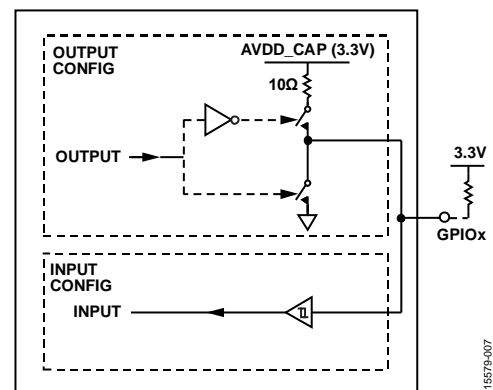 OUTPUT
CONFIG
AVDD_CAP (3.3V)
10Ω
OUTPUT
3.3V
GPIOx
INPUT
CONFIG
INPUT
15579-007